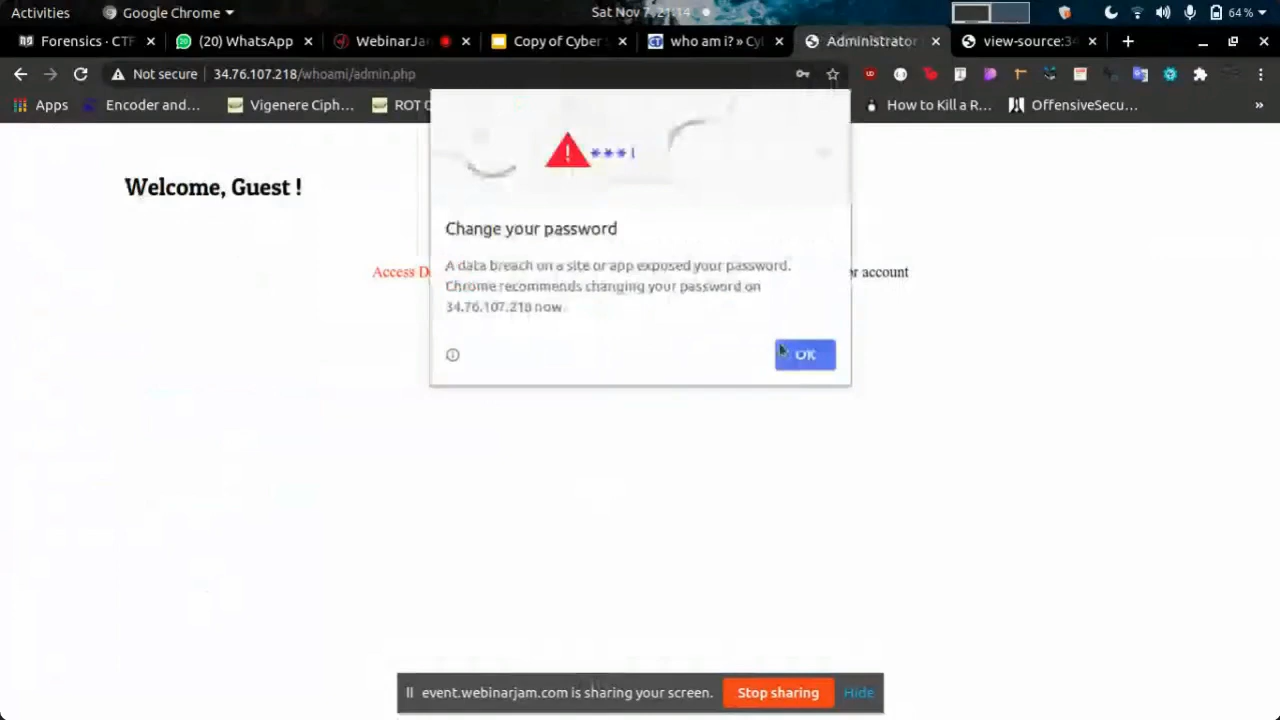 Activities
Google Chrome
Sat Nov 7, 21:14
64 %
Forensics · CTF
(20) WhatsApp
WebinarJa
Copy of Cyber
who am i? » Cyb
Administrator
view-source:34
Not secure
34.76.107.218/whoami/admin.php
Apps
Encoder and...
Vigenere Ciph...
ROT
How to Kill a R...
OffensiveSecu...
»
***|
Welcome, Guest !
Change your password
Access D
A data breach on a site or app exposed your password.
Chrome recommends changing your password on
34.76.107.218 now.
r account
OK
event.webinarjam.com is sharing your screen.
Stop sharing
Hide